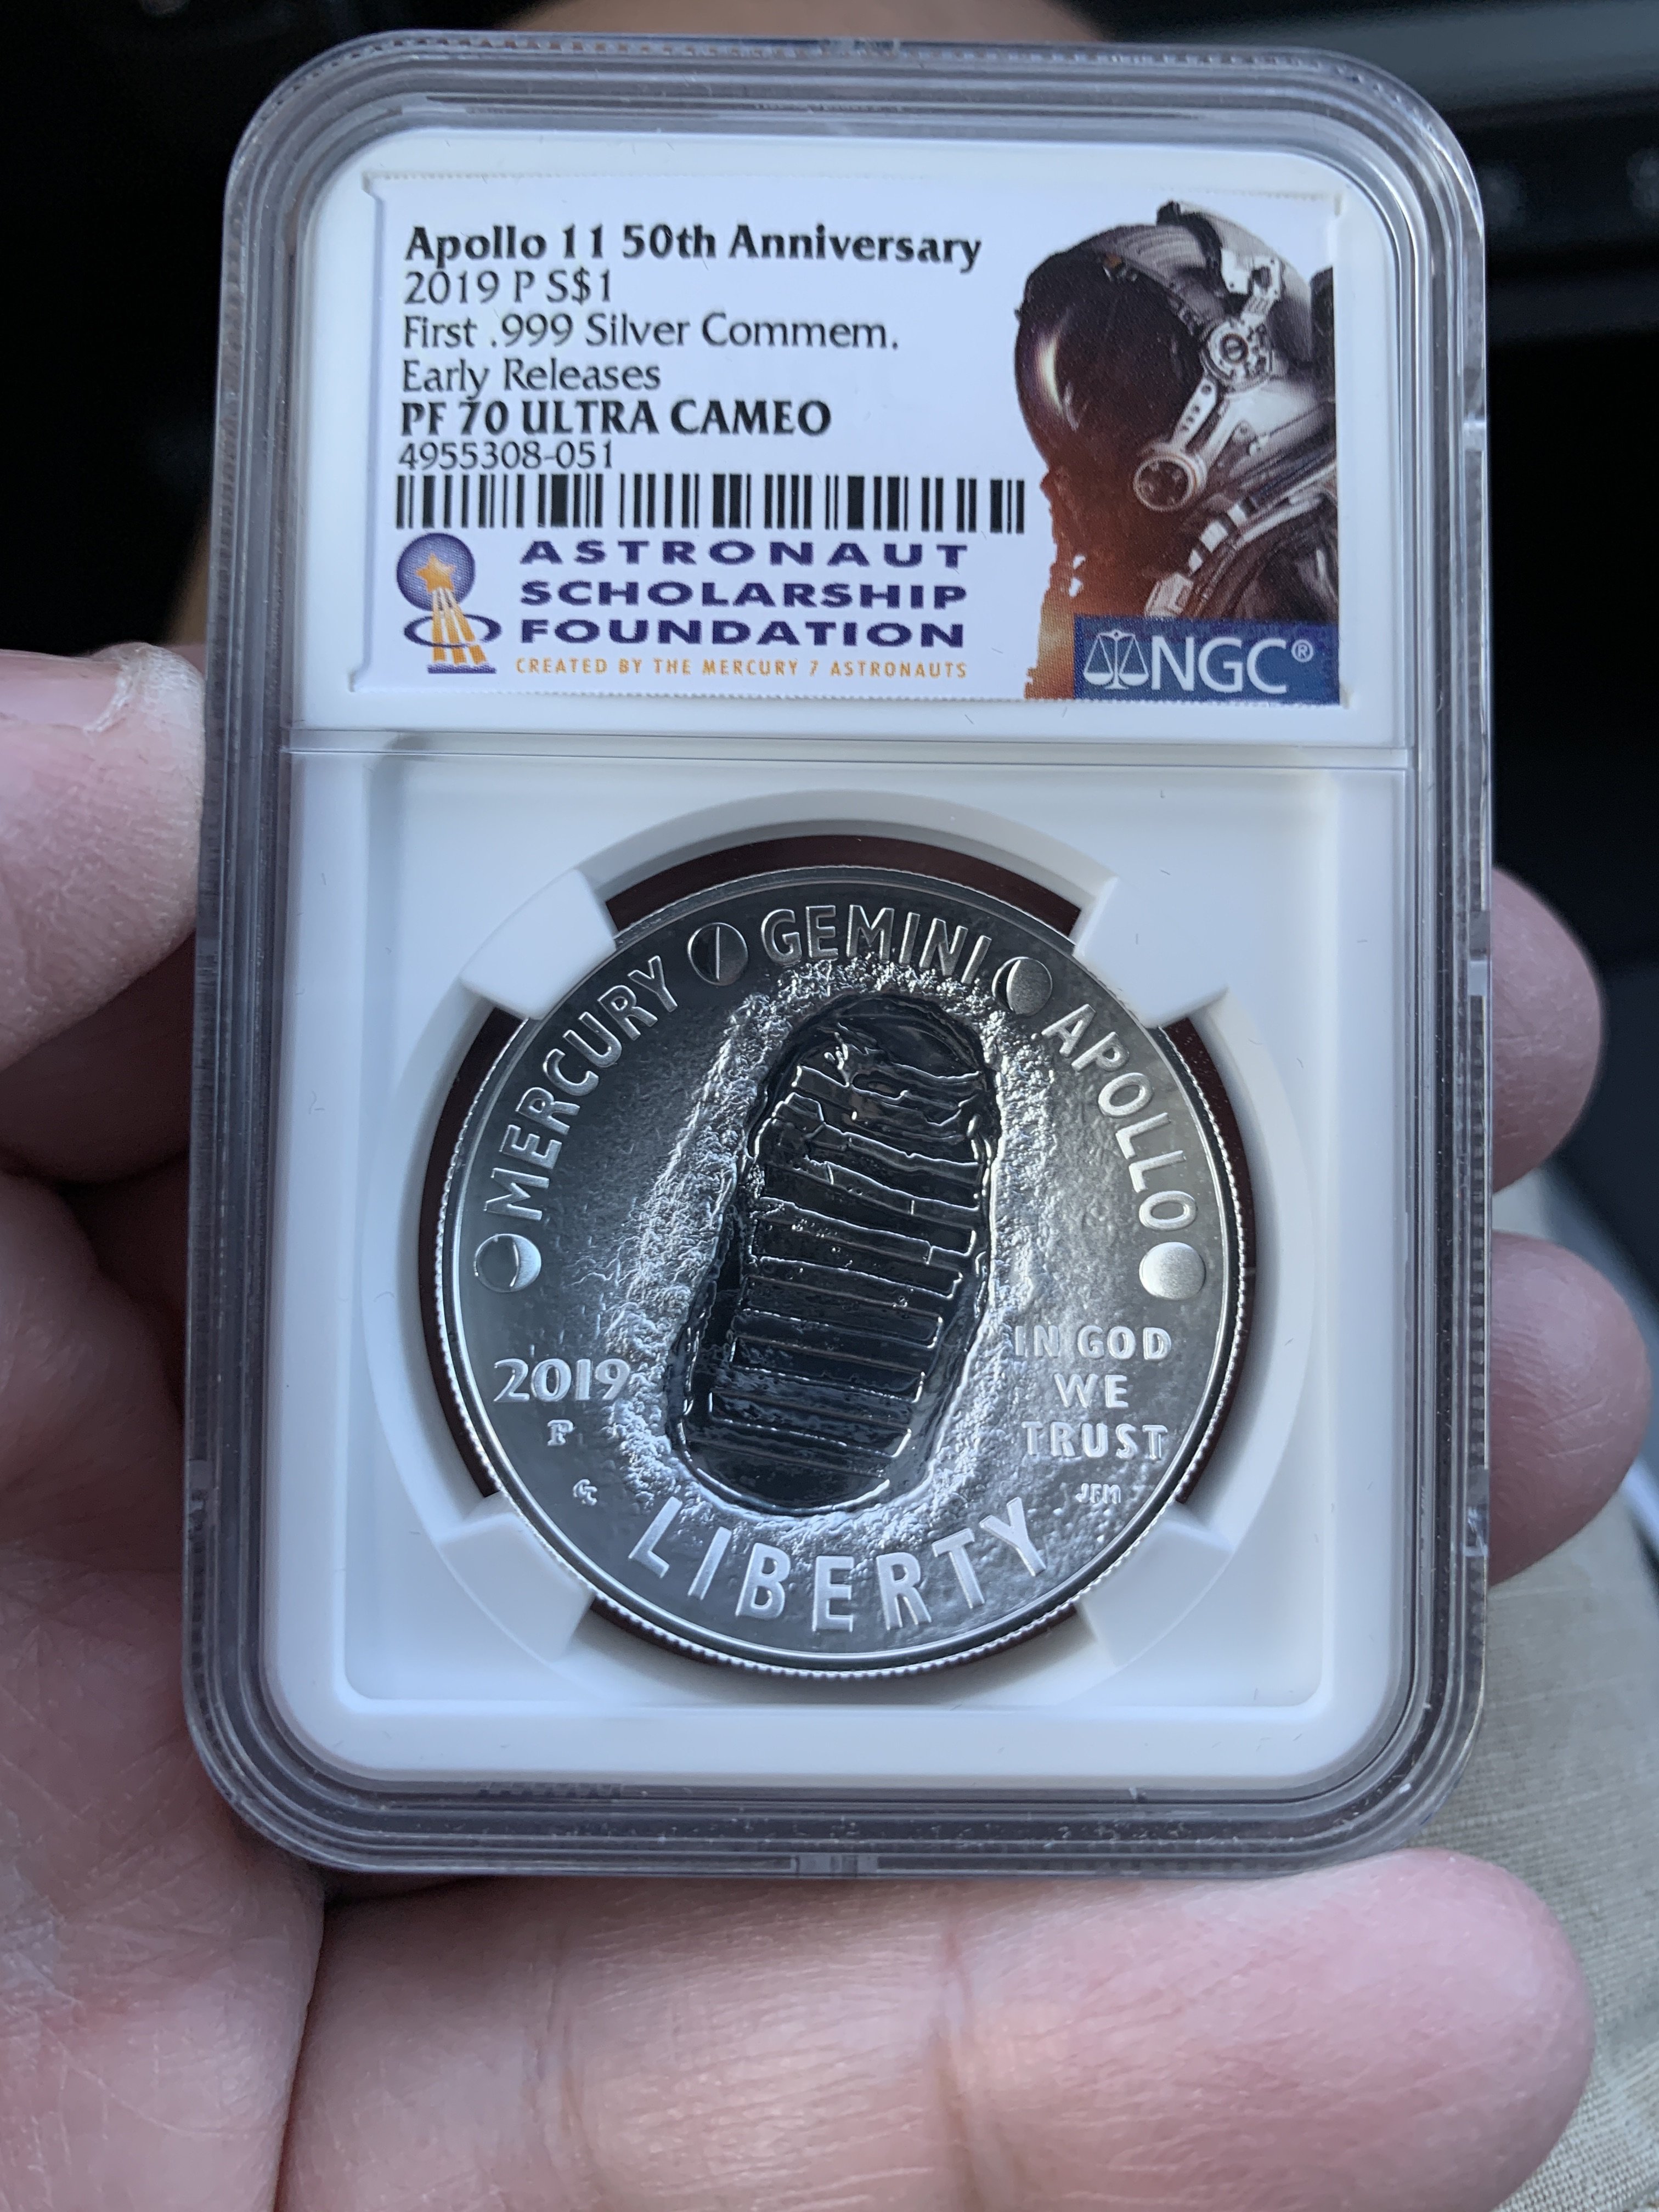 Apollo 11 50th Anniversary
2019 P S$1
First .999 Silver Commem.
Early Releases
PF 70 ULTRA CAMEO
4955308-051
ASTRONAUT
SCHOLARSHIP
FOUNDATION
CREATED BY THE MERCURY 7 ASTRONAUTS
NGC®
MERCURY GEMINI APOLLO
2019
P
IN GOD
WE
TRUST
JFM
LIBERTY